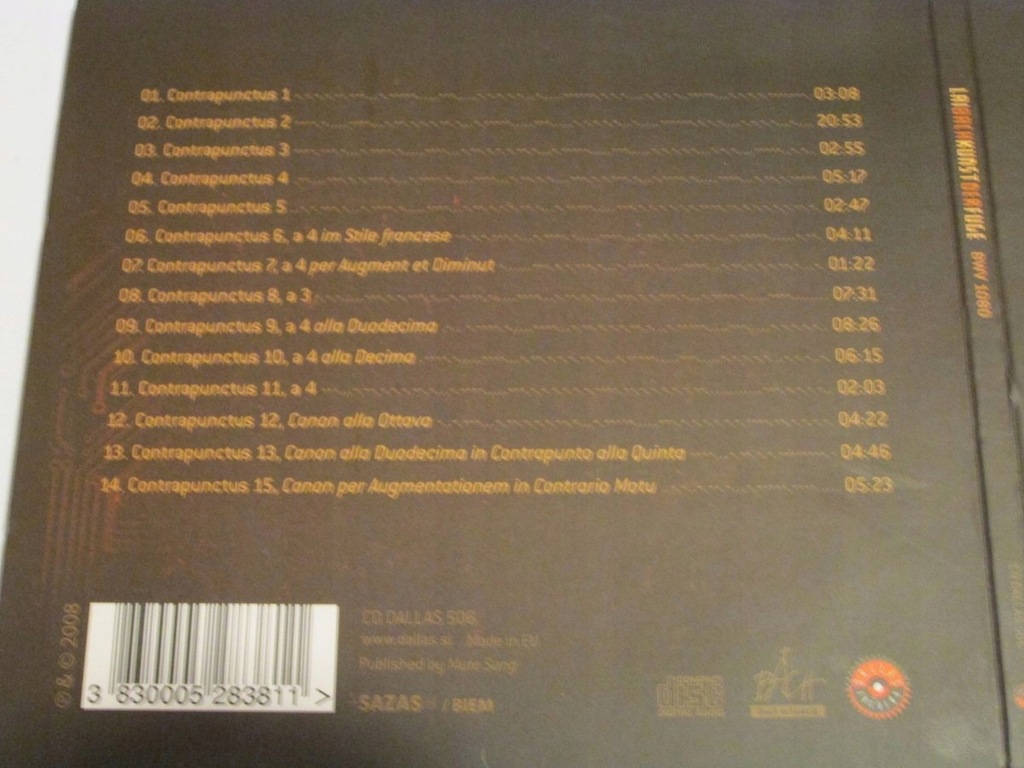 01. Contrapunctus 1 03:08
02. Contrapunctus 2 20:53
03. Contrapunctus 3 02:55
04. Contrapunctus 4 05:17
05. Contrapunctus 5 02:47
06. Contrapunctus 6, a 4 im Stile francese 04:11
07. Contrapunctus 7, a 4 per Augment et Diminut 01:22
08. Contrapunctus 8, a 3 07:31
09. Contrapunctus 9, a 4 alla Duodecima 08:26
10. Contrapunctus 10, a 4 alla Decima 06:15
11. Contrapunctus 11, a 4 02:03
12. Contrapunctus 12, Canon alla Ottava 04:22
13. Contrapunctus 13, Canon alla Duodecima in Contrapunto alla Quinta 04:46
14. Contrapunctus 15, Canon per Augmentationem in Contrario Motu 05:23
℗ & © 2008
3 830005 283811 >
CD DALLAS 506
www.dallas.si Made in EU
Published by Mute Song
SAZAS / BIEM
COMPACT
disc
DIGITAL AUDIO
KUNST DER FUGE BWV 1080